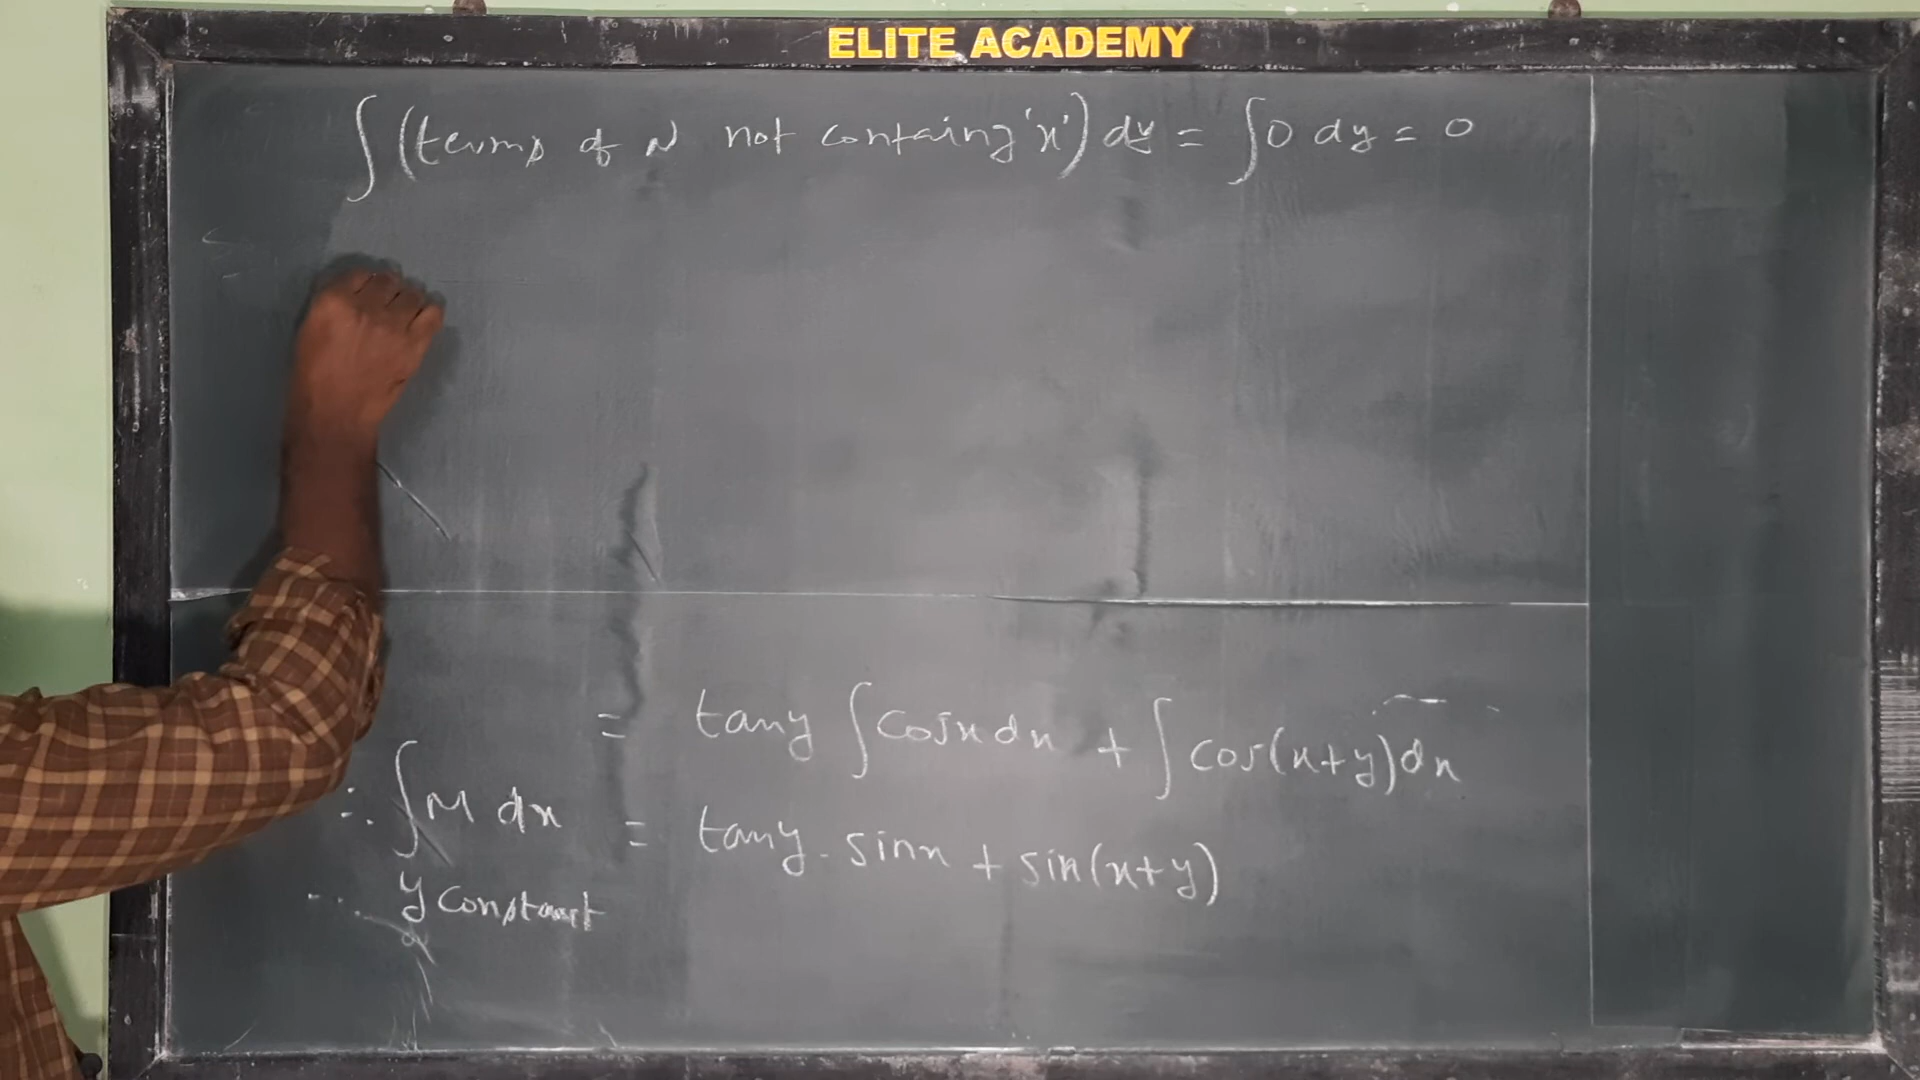 ELITE ACADEMY
∫(terms of N not containg 'x') dy = ∫0 dy = 0
= tany ∫cosx dx + ∫cos(x+y)dx
∴ ∫M dx = tany . sinx + sin(x+y)
y constant